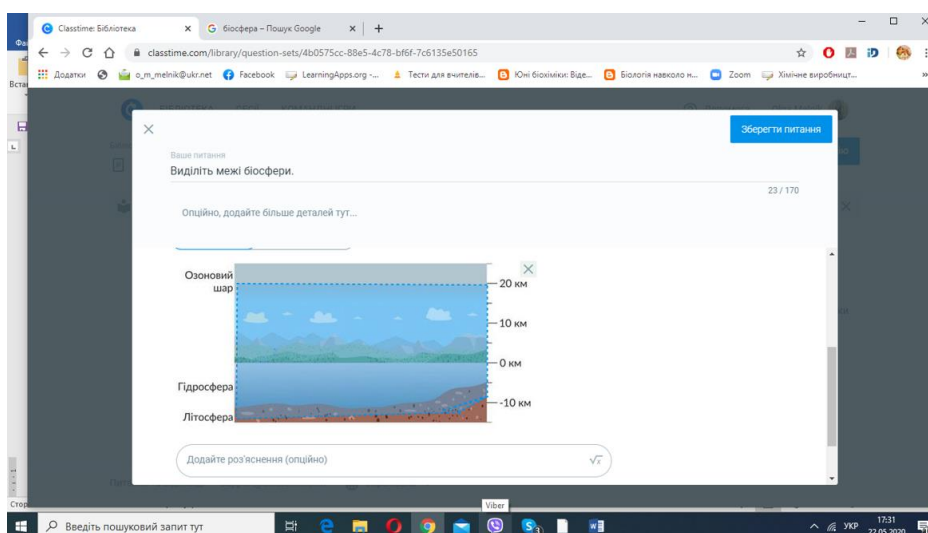 Classtime: Бібліотека
біосфера – Пошук Google
classtime.com/library/question-sets/4b0575cc-88e5-4c78-bf6f-7c6135e50165
Додатки
o_m_melnik@ukr.net
Facebook
LearningApps.org -...
Тести для вчителів...
Юні біохіміки: Віде...
Біологія навколо н...
Zoom
Хімічне виробницт...
Зберегти питання
Ваше питання
Виділіть межі біосфери.
23 / 170
Опційно, додайте більше деталей тут...
Озоновий
шар
20 км
10 км
0 км
Гідросфера
-10 км
Літосфера
Додайте роз'яснення (опційно)
√x
Viber
Введіть пошуковий запит тут
УКР
17:31
22.05.2020